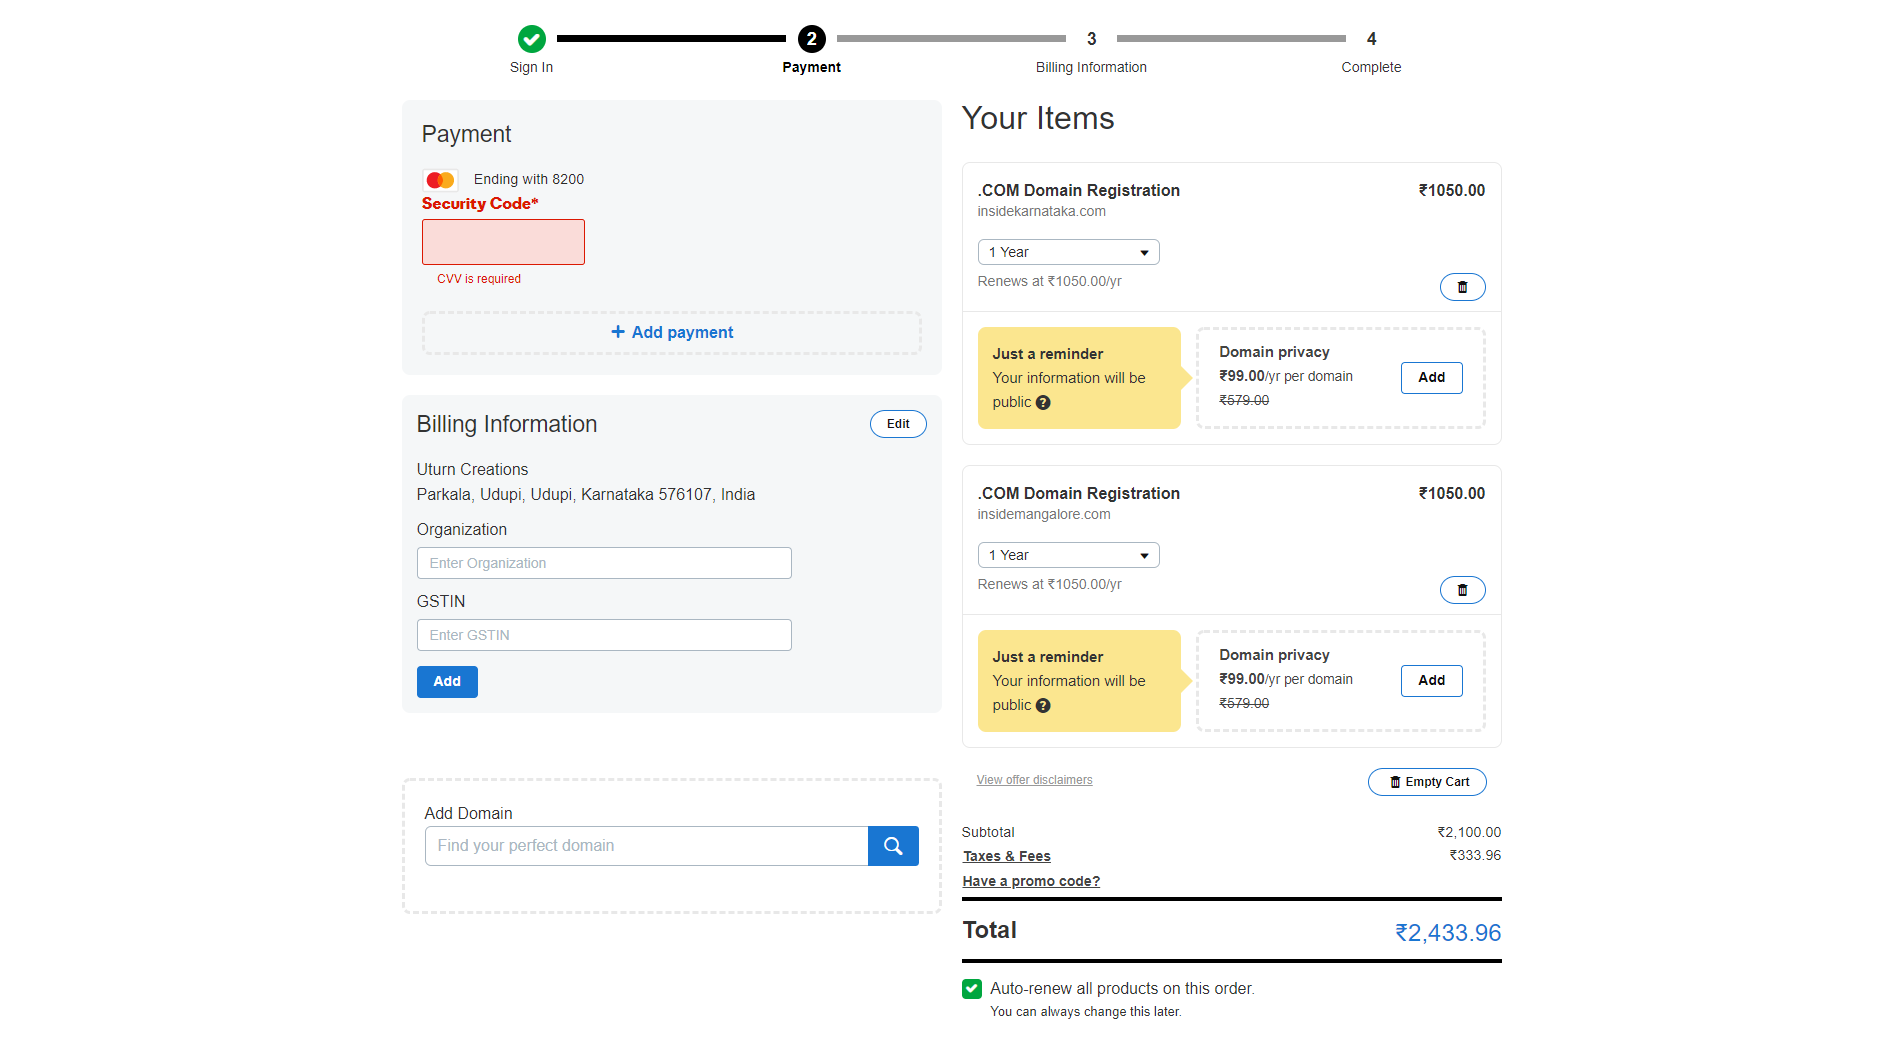 2
3
4
Sign In
Payment
Billing Information
Complete
Payment
Ending with 8200
Security Code*
CVV is required
+ Add payment
Billing Information
Edit
Uturn Creations
Parkala, Udupi, Udupi, Karnataka 576107, India
Organization
Enter Organization
GSTIN
Enter GSTIN
Add
Add Domain
Find your perfect domain
Your Items
.COM Domain Registration
₹1050.00
insidekarnataka.com
1 Year
Renews at ₹1050.00/yr
Just a reminder
Your information will be
public ?
Domain privacy
₹99.00/yr per domain
₹579.00
Add
.COM Domain Registration
₹1050.00
insidemangalore.com
1 Year
Renews at ₹1050.00/yr
Just a reminder
Your information will be
public ?
Domain privacy
₹99.00/yr per domain
₹579.00
Add
View offer disclaimers
Empty Cart
Subtotal
₹2,100.00
Taxes & Fees
₹333.96
Have a promo code?
Total
₹2,433.96
Auto-renew all products on this order.
You can always change this later.